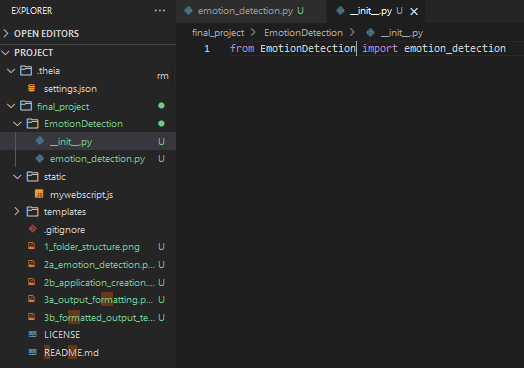 EXPLORER ...
emotion_detection.py U
__init__.py U
OPEN EDITORS
PROJECT
.theia rm
settings.json
final_project
EmotionDetection
__init__.py U
emotion_detection.py U
static
mywebscript.js
templates
.gitignore
1_folder_structure.png U
2a_emotion_detection.p... U
2b_application_creation.... U
3a_output_formatting.p... U
3b_formatted_output_te... U
LICENSE
README.md
final_project > EmotionDetection > __init__.py
1 from EmotionDetection import emotion_detection